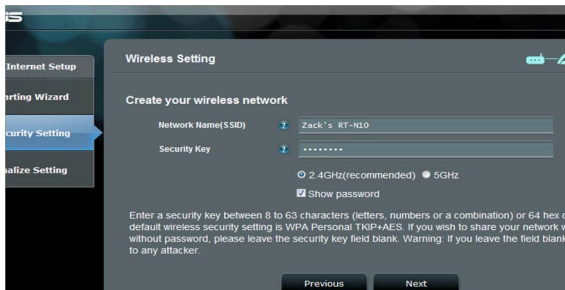 Internet Setup
Wireless Setting
arting Wizard
Create your wireless network
Network Name(SSID) Zack's RT-N10
curity Setting
Security Key ········
2.4GHz(recommended) 5GHz
nalize Setting
Show password
Enter a security key between 8 to 63 characters (letters, numbers or a combination) or 64 hex
default wireless security setting is WPA Personal TKIP+AES. If you wish to share your network
without password, please leave the security key field blank. Warning: If you leave the field blank
to any attacker.
Previous Next